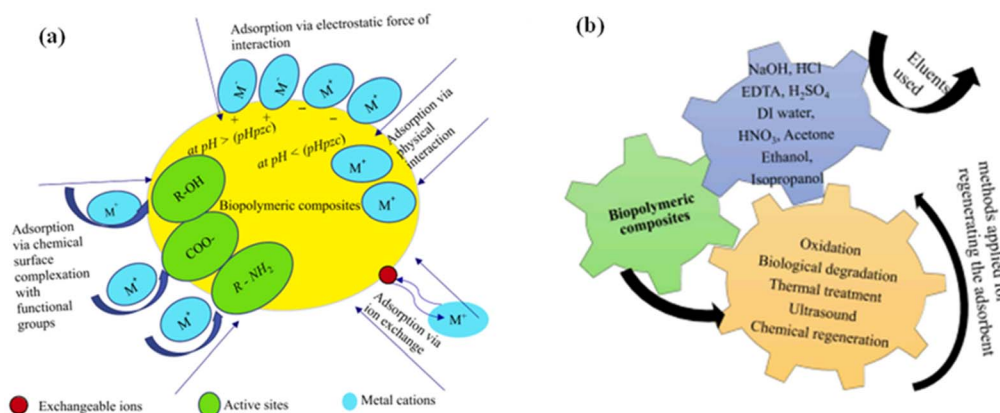 (a)
Adsorption via electrostatic force of
interaction
M⁻
M⁻
M⁺
M⁺
+
+
−
−
at pH > (pHpzc)
at pH < (pHpzc)
Adsorption via
physical
interaction
M⁺
M⁺
Biopolymeric composites
R-OH
COO-
R - NH₂
M⁺
M⁺
M⁺
Adsorption
via chemical
surface
complexation
with
functional
groups
Adsorption via
ion exchange
M⁺
Exchangeable ions
Active sites
Metal cations
(b)
NaOH, HCl
EDTA, H₂SO₄
DI water,
HNO₃, Acetone
Ethanol,
Isopropanol
Eluents
used
Biopolymeric
composites
Oxidation
Biological degradation
Thermal treatment
Ultrasound
Chemical regeneration
methods applied for
regenerating the adsorbent